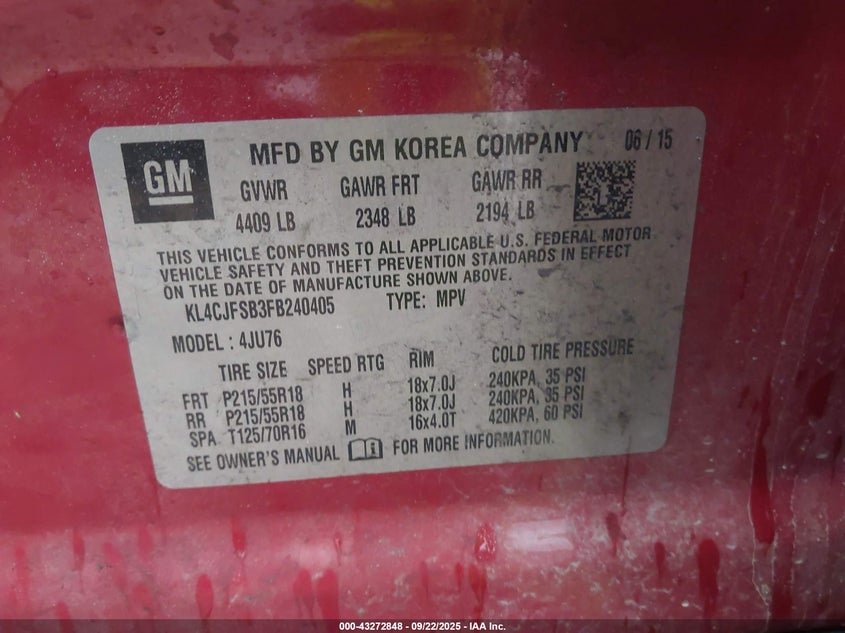 GM
MFD BY GM KOREA COMPANY 06 / 15
GVWR GAWR FRT GAWR RR
4409 LB 2348 LB 2194 LB
THIS VEHICLE CONFORMS TO ALL APPLICABLE U.S. FEDERAL MOTOR
VEHICLE SAFETY AND THEFT PREVENTION STANDARDS IN EFFECT
ON THE DATE OF MANUFACTURE SHOWN ABOVE.
KL4CJFSB3FB240405 TYPE: MPV
MODEL : 4JU76
TIRE SIZE SPEED RTG RIM COLD TIRE PRESSURE
FRT P215/55R18 H 18x7.0J 240KPA, 35 PSI
RR P215/55R18 H 18x7.0J 240KPA, 35 PSI
SPA T125/70R16 M 16x4.0T 420KPA, 60 PSI
SEE OWNER'S MANUAL FOR MORE INFORMATION.
000-43272848 - 09/22/2025 - IAA Inc.